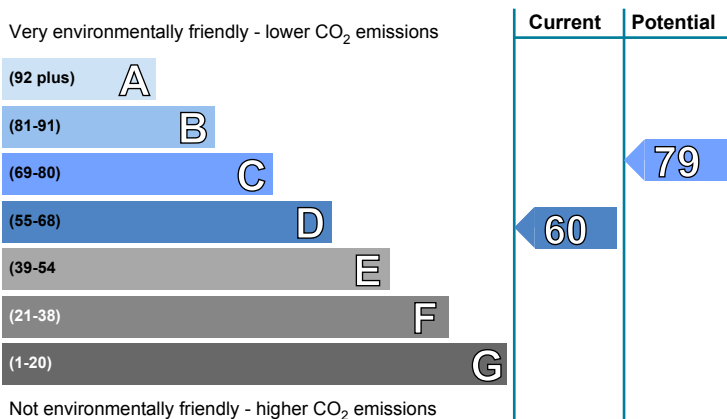 Very environmentally friendly - lower CO2 emissions
Current
Potential
(92 plus) A
(81-91) B
(69-80) C
79
(55-68) D
60
(39-54 E
(21-38) F
(1-20) G
Not environmentally friendly - higher CO2 emissions